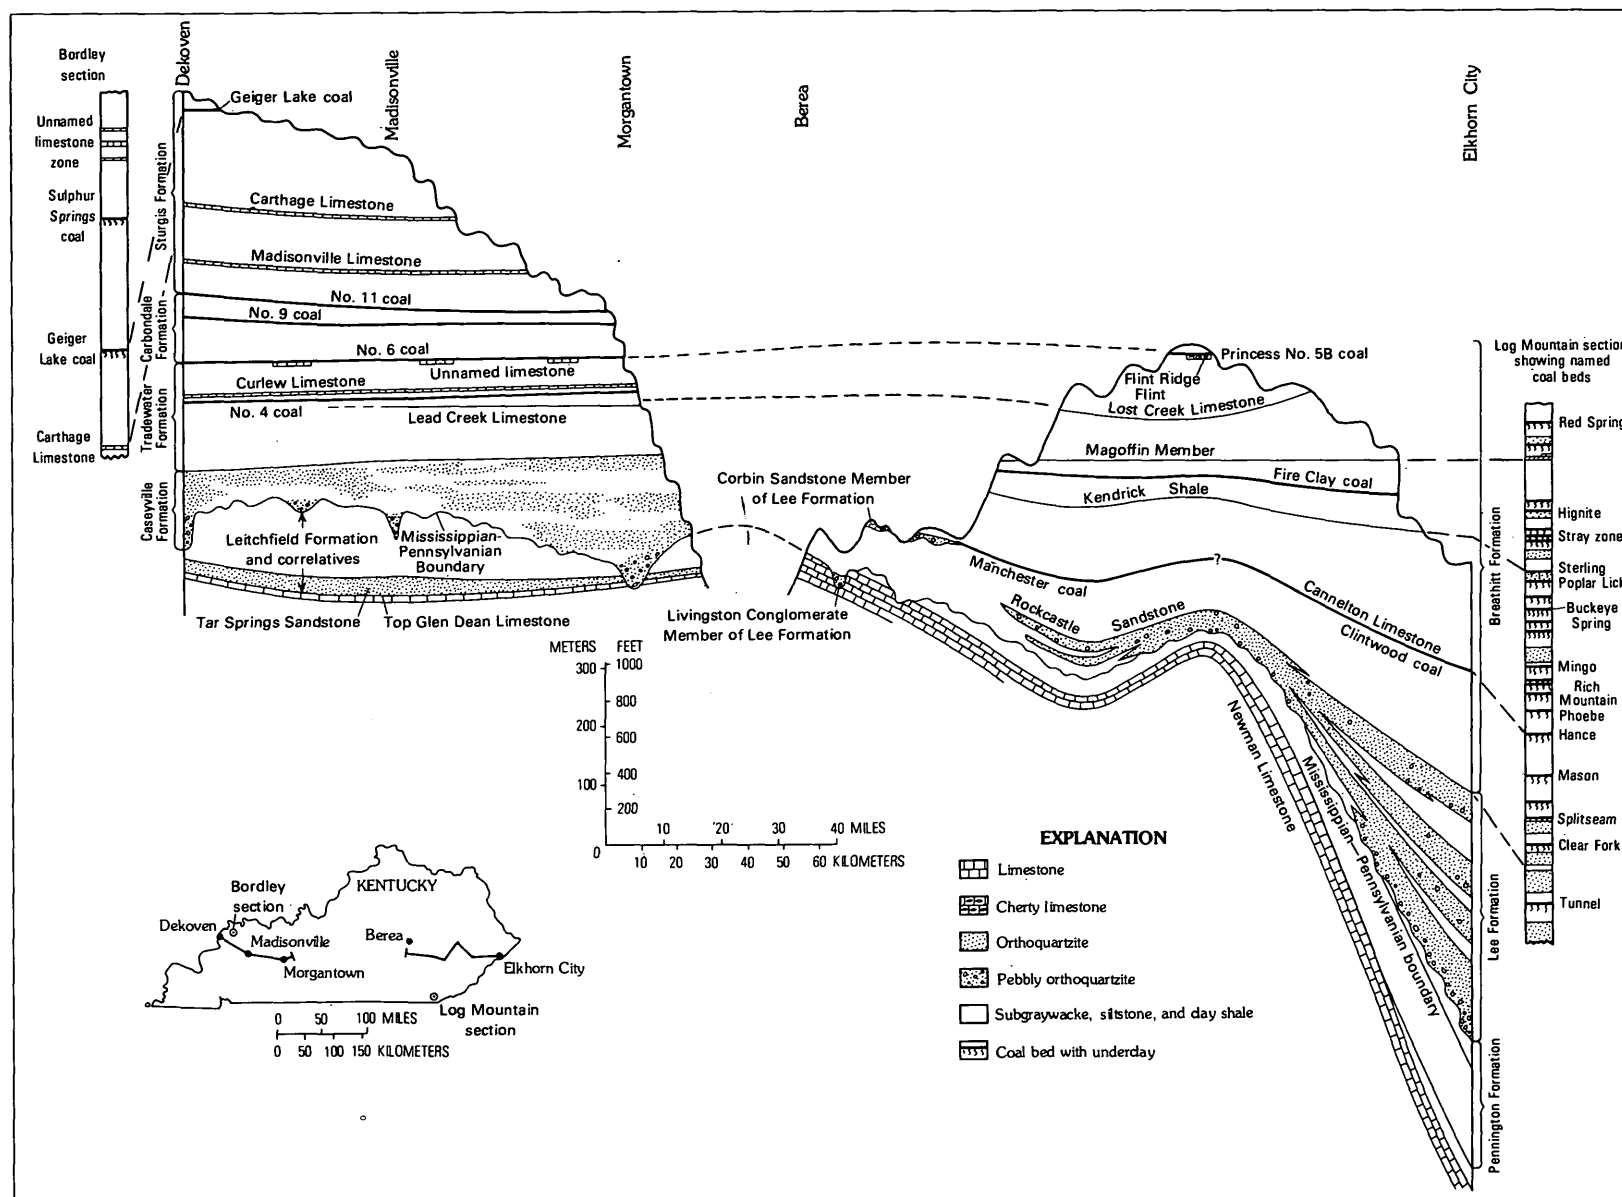 Bordley
section
Unnamed
limestone
zone
Sulphur
Springs
coal
Geiger
Lake coal
Carthage
Limestone
Dekoven
Madisonville
Morgantown
Berea
Elkhorn City
Sturgis Formation
Carbondale
Formation
Tradewater
Formation
Caseyville
Formation
Geiger Lake coal
Carthage Limestone
Madisonville Limestone
No. 11 coal
No. 9 coal
No. 6 coal
Unnamed limestone
Curlew Limestone
No. 4 coal
Lead Creek Limestone
Leitchfield Formation
and correlatives
Mississippian-
Pennsylvanian
Boundary
Tar Springs Sandstone
Top Glen Dean Limestone
Corbin Sandstone Member
of Lee Formation
Livingston Conglomerate
Member of Lee Formation
Princess No. 5B coal
Flint Ridge
Flint
Lost Creek Limestone
Magoffin Member
Fire Clay coal
Kendrick Shale
Manchester coal
?
Rockcastle Sandstone
Cannelton Limestone
Clintwood coal
Newman Limestone
Mississippian-Pennsylvanian boundary
Breathitt Formation
Lee Formation
Pennington Formation
Log Mountain section
showing named
coal beds
Red Spring
Hignite
Stray zone
Sterling
Poplar Lick
Buckeye
Spring
Mingo
Rich
Mountain
Phoebe
Hance
Mason
Splitseam
Clear Fork
Tunnel
METERS FEET
300 1000
800
200 600
400
100
200
0
10 20 30 40 MILES
10 20 30 40 50 60 KILOMETERS
EXPLANATION
Limestone
Cherty limestone
Orthoquartzite
Pebbly orthoquartzite
Subgraywacke, siltstone, and clay shale
Coal bed with underclay
KENTUCKY
Bordley
section
Dekoven
Madisonville
Morgantown
Berea
Elkhorn City
Log Mountain
section
0 50 100 MILES
0 50 100 150 KILOMETERS